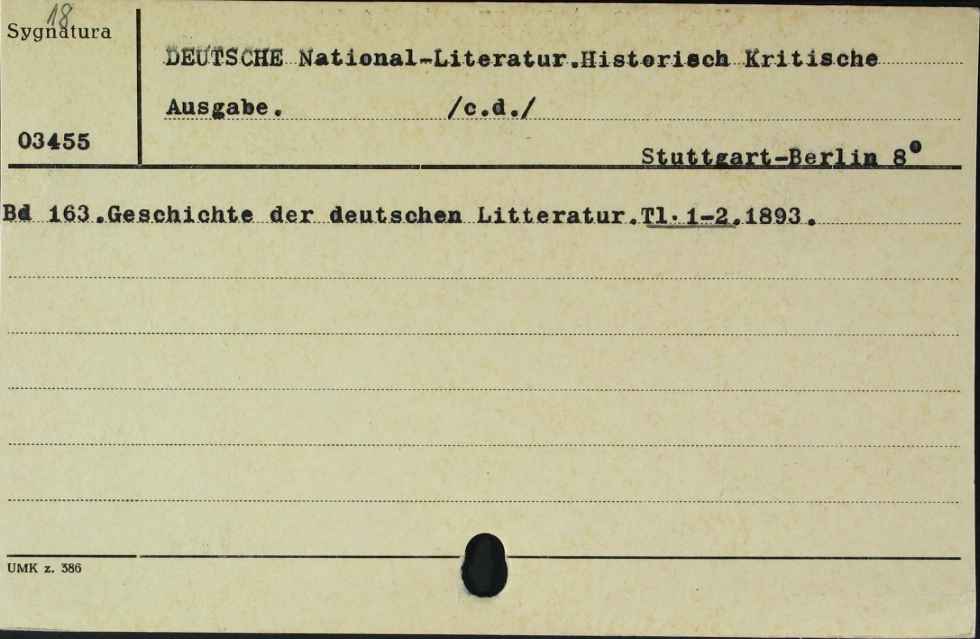 18
Sygnatura
DEUTSCHE National-Literatur.Historisch Kritische
Ausgabe. /c.d./
03455
Stuttgart-Berlin 8°
Bd 163.Geschichte der deutschen Litteratur.Tl. 1-2.1893.
UMK z. 386